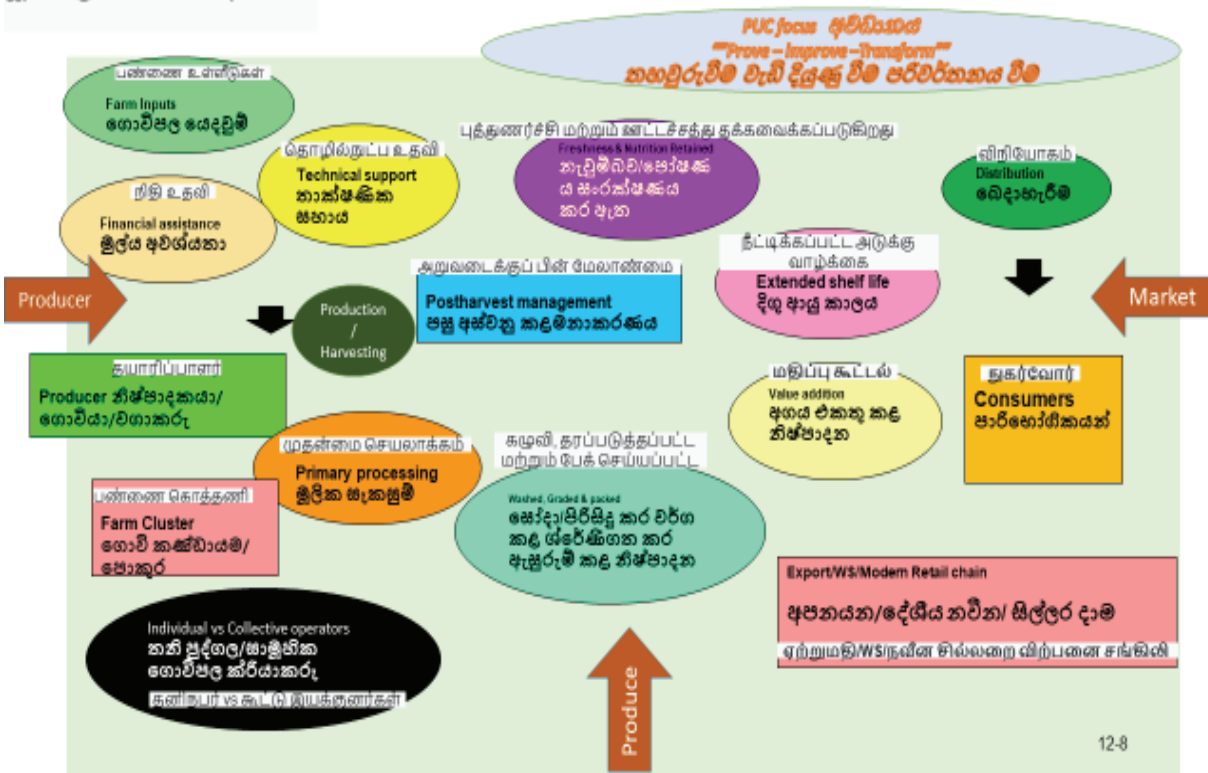 PUC focus අවධානය
"""Prove – Improve –Transform"""
තහවුරුවීම වැඩි දියුණු වීම පරිවර්තනය වීම
பண்ணை உள்ளீடுகள்
Farm Inputs
ගොවිපල යෙදවුම්
தொழில்நுட்ப உதவி
Technical support
තාක්ෂණික
සහාය
புத்துணர்ச்சி மற்றும் ஊட்டச்சத்து தக்கவைக்கப்படுகிறது
Freshness & Nutrition Retained
නැවුම්බව/පෝෂණ
ය සංරක්ෂණය
කර ඇත
விநியோகம்
Distribution
බෙදාහැරීම
நிதி உதவி
Financial assistance
මූල්ය අවශ්යතා
Producer
Production
/
Harvesting
அறுவடைக்குப் பின் மேலாண்மை
Postharvest management
පසු අස්වනු කළමනාකරණය
நீட்டிக்கப்பட்ட அடுக்கு
வாழ்க்கை
Extended shelf life
දිගු ආයු කාලය
Market
தயாரிப்பாளர்
Producer නිෂ්පාදකයා/
ගොවියා/වගාකරු
மதிப்பு கூட்டல்
Value addition
අගය එකතු කළ
නිෂ්පාදන
நுகர்வோர்
Consumers
පාරිභෝගිකයන්
முதன்மை செயலாக்கம்
Primary processing
මූලික සැකසුම්
கழுவி, தரப்படுத்தப்பட்ட
மற்றும் பேக் செய்யப்பட்ட
Washed, Graded & packed
සෝදා/පිරිසිදු කර වර්ග
කළ ශ්රේණිගත කර
ඇසුරුම් කළ නිෂ්පාදන
பண்ணை கொத்தணி
Farm Cluster
ගොවි කණ්ඩායම/
පොකුර
Individual vs Collective operators
තනි පුද්ගල/සාමූහික
ගොවිපල ක්රියාකරු
தனிநபர் vs கூட்டு இயக்குனர்கள்
Export/WS/Modern Retail chain
අපනයන/දේශීය නවීන/ සිල්ලර දාම
ஏற்றுமதி/WS/நவீன சில்லறை விற்பனை சங்கிலி
Produce
12-8